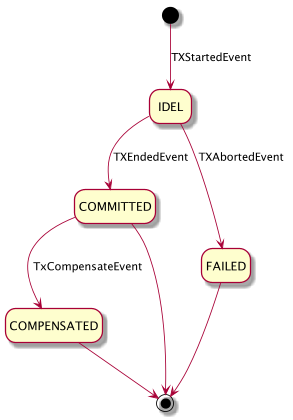 TXStartedEvent
IDEL
TXEndedEvent
TXAbortedEvent
COMMITTED
TxCompensateEvent
FAILED
COMPENSATED